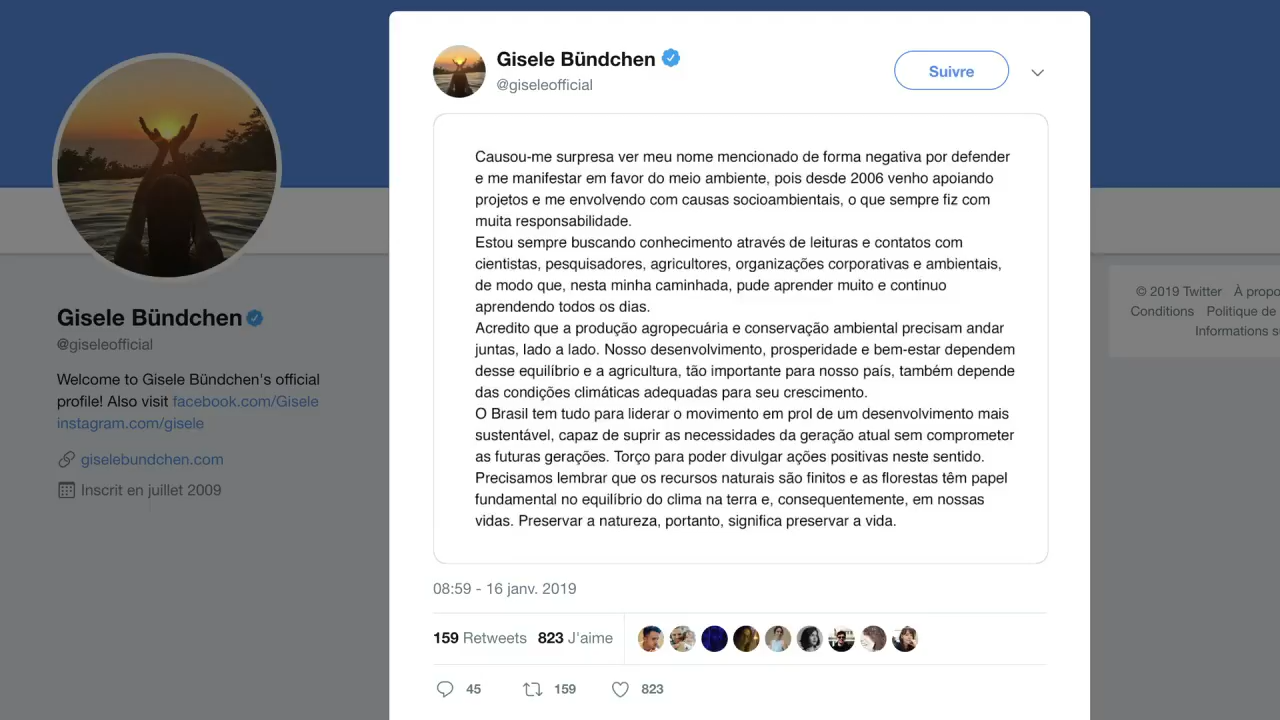 Gisele Bündchen
@giseleofficial
Suivre
Causou-me surpresa ver meu nome mencionado de forma negativa por defender
e me manifestar em favor do meio ambiente, pois desde 2006 venho apoiando
projetos e me envolvendo com causas socioambientais, o que sempre fiz com
muita responsabilidade.
Estou sempre buscando conhecimento através de leituras e contatos com
cientistas, pesquisadores, agricultores, organizações corporativas e ambientais,
de modo que, nesta minha caminhada, pude aprender muito e continuo
aprendendo todos os dias.
Acredito que a produção agropecuária e conservação ambiental precisam andar
juntas, lado a lado. Nosso desenvolvimento, prosperidade e bem-estar dependem
desse equilíbrio e a agricultura, tão importante para nosso país, também depende
das condições climáticas adequadas para seu crescimento.
O Brasil tem tudo para liderar o movimento em prol de um desenvolvimento mais
sustentável, capaz de suprir as necessidades da geração atual sem comprometer
as futuras gerações. Torço para poder divulgar ações positivas neste sentido.
Precisamos lembrar que os recursos naturais são finitos e as florestas têm papel
fundamental no equilíbrio do clima na terra e, consequentemente, em nossas
vidas. Preservar a natureza, portanto, significa preservar a vida.
08:59 - 16 janv. 2019
159 Retweets 823 J'aime
45 159 823
Gisele Bündchen
@giseleofficial
Welcome to Gisele Bündchen's official
profile! Also visit facebook.com/Gisele
instagram.com/gisele
giselebundchen.com
Inscrit en juillet 2009
© 2019 Twitter À propo
Conditions Politique de
Informations s